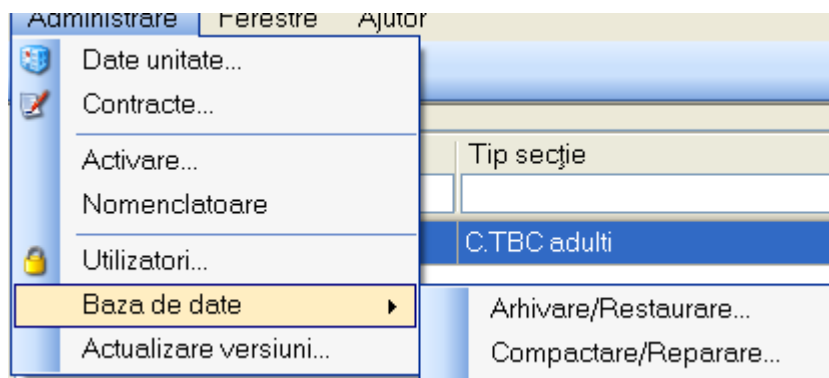 Administrare Ferestre Ajutor
Date unitate...
Contracte...
Activare...
Nomenclatoare
Utilizatori...
Baza de date
Actualizare versiuni...
Tip secţie
C.TBC adulti
Arhivare/Restaurare...
Compactare/Reparare...